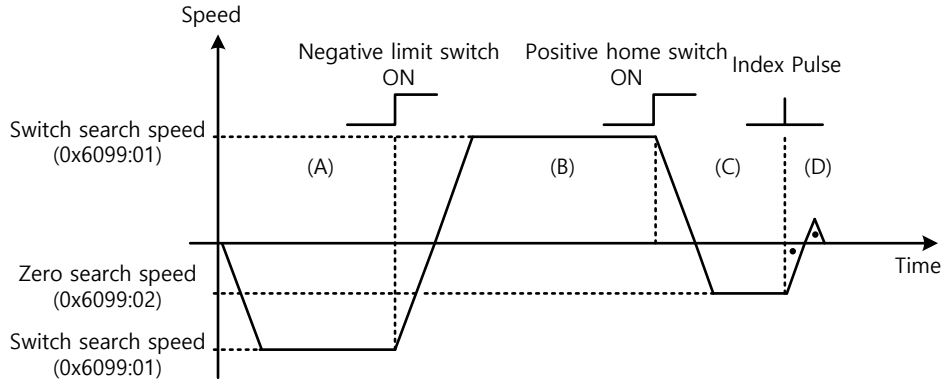 Speed
Negative limit switch
ON
Positive home switch
ON
Index Pulse
Switch search speed
(0x6099:01)
(A)
(B)
(C)
(D)
Time
Zero search speed
(0x6099:02)
Switch search speed
(0x6099:01)